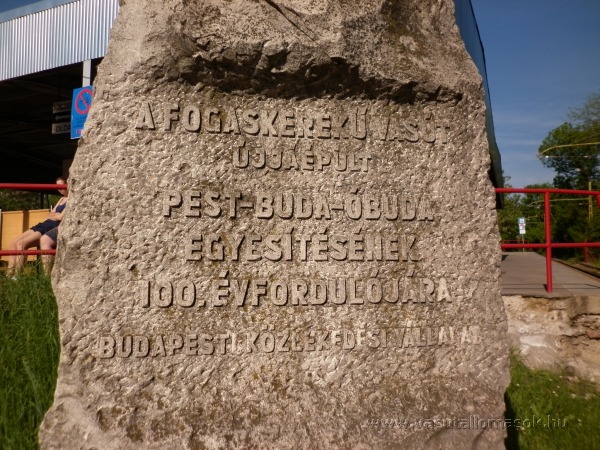 A FOGASKEREKŰ VASÚT
ÚJJÁÉPÜLT
PEST-BUDA-ÓBUDA
EGYESÍTÉSÉNEK
100. ÉVFORDULÓJÁRA
BUDAPESTI KÖZLEKEDÉSI VÁLLALAT
www.vasutallomasok.hu